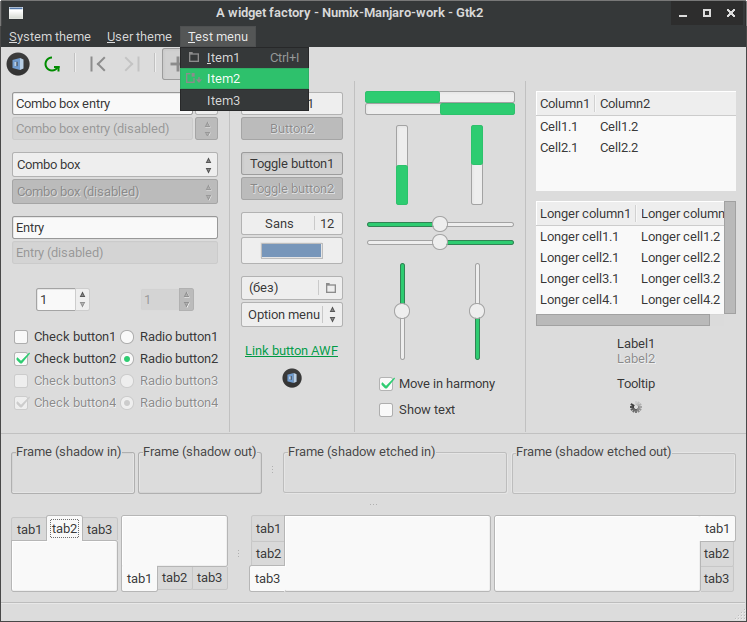 A widget factory - Numix-Manjaro-work - Gtk2
System theme User theme Test menu
Item1 Ctrl+I
Item2
Item3
Combo box entry
Combo box entry (disabled)
Combo box
Combo box (disabled)
Entry
Entry (disabled)
1 1
Check button1 Radio button1
Check button2 Radio button2
Check button3 Radio button3
Check button4 Radio button4
1
Button2
Toggle button1
Toggle button2
Sans 12
(без)
Option menu
Link button AWF
Move in harmony
Show text
Column1 Column2
Cell1.1 Cell1.2
Cell2.1 Cell2.2
Longer column1 Longer column
Longer cell1.1 Longer cell1.2
Longer cell2.1 Longer cell2.2
Longer cell3.1 Longer cell3.2
Longer cell4.1 Longer cell4.2
Label1
Label2
Tooltip
Frame (shadow in) Frame (shadow out) Frame (shadow etched in) Frame (shadow etched out)
tab1 tab2 tab3
tab1 tab2 tab3
tab1
tab2
tab3
tab1
tab2
tab3